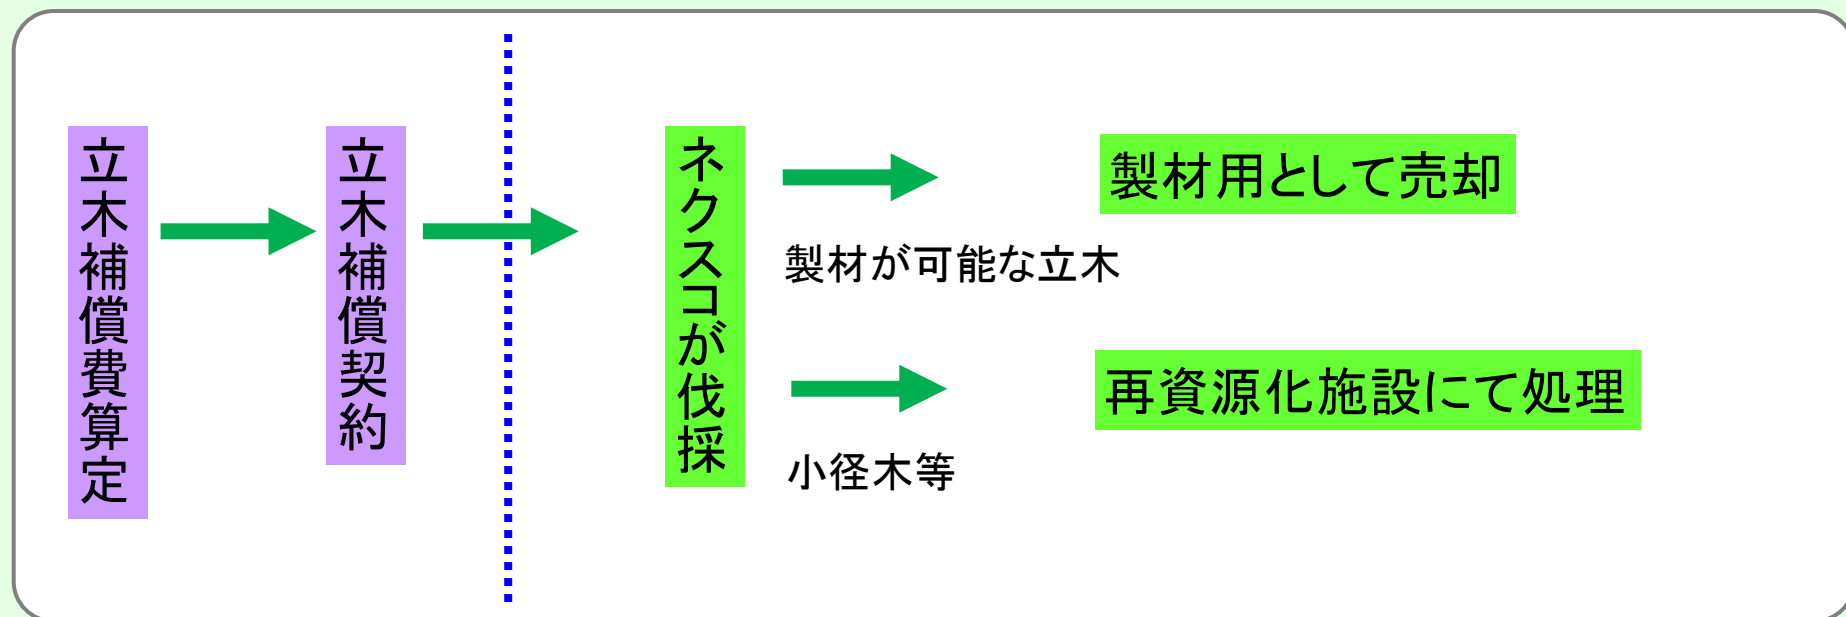 立木補償費算定
立木補償契約
ネクスコが伐採
製材用として売却
製材が可能な立木
再資源化施設にて処理
小径木等